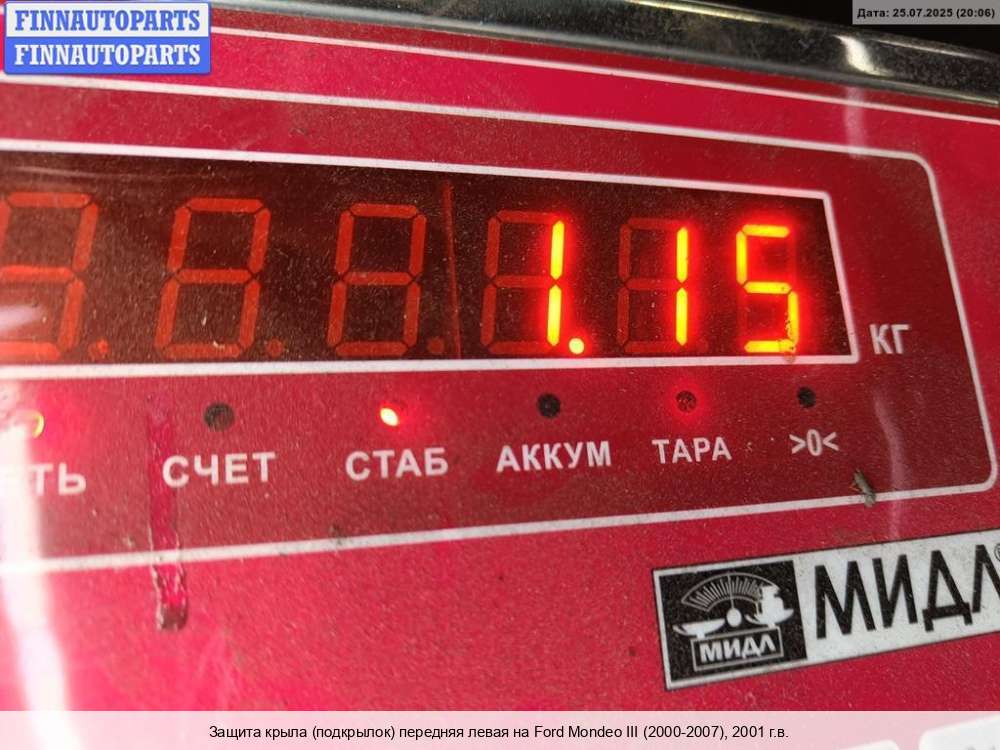 FINNAUTOPARTS
FINNAUTOPARTS
Дата: 25.07.2025 (20:06)
1.15
КГ
СЧЕТ СТАБ АККУМ ТАРА >0<
МИДЛ
МИДЛ
Защита крыла (подкрылок) передняя левая на Ford Mondeo III (2000-2007), 2001 г.в.